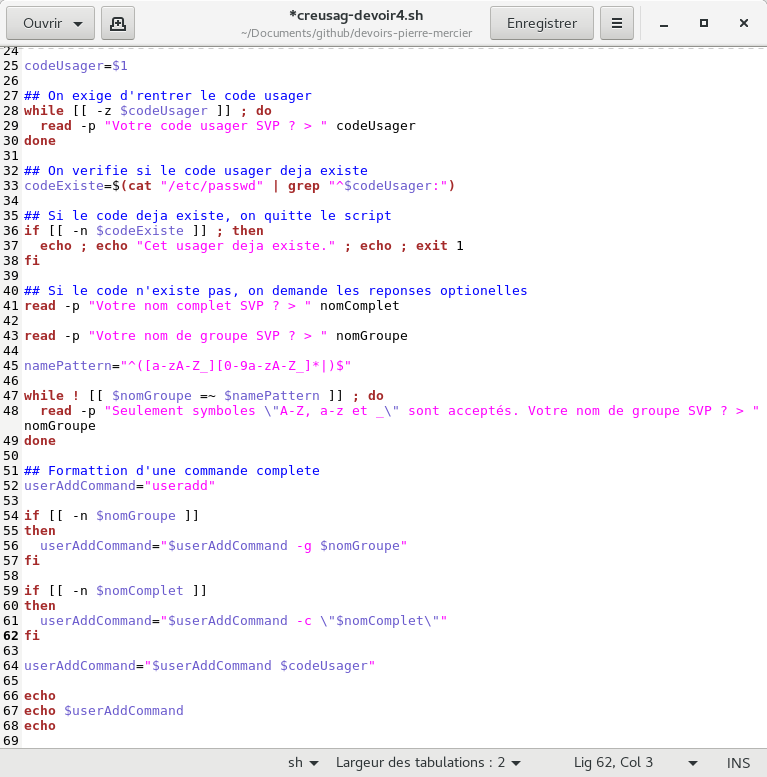 Ouvrir
*creusag-devoir4.sh
~/Documents/github/devoirs-pierre-mercier
Enregistrer
24
25 codeUsager=$1
26
27 ## On exige d'rentrer le code usager
28 while [[ -z $codeUsager ]] ; do
29   read -p "Votre code usager SVP ? > " codeUsager
30 done
31
32 ## On verifie si le code usager deja existe
33 codeExiste=$(cat "/etc/passwd" | grep "^$codeUsager:")
34
35 ## Si le code deja existe, on quitte le script
36 if [[ -n $codeExiste ]] ; then
37   echo ; echo "Cet usager deja existe." ; echo ; exit 1
38 fi
39
40 ## Si le code n'existe pas, on demande les reponses optionelles
41 read -p "Votre nom complet SVP ? > " nomComplet
42
43 read -p "Votre nom de groupe SVP ? > " nomGroupe
44
45 namePattern="^([a-zA-Z_][0-9a-zA-Z_]*|)$"
46
47 while ! [[ $nomGroupe =~ $namePattern ]] ; do
48   read -p "Seulement symboles \"A-Z, a-z et _\" sont acceptés. Votre nom de groupe SVP ? > "
nomGroupe
49 done
50
51 ## Formattion d'une commande complete
52 userAddCommand="useradd"
53
54 if [[ -n $nomGroupe ]]
55 then
56   userAddCommand="$userAddCommand -g $nomGroupe"
57 fi
58
59 if [[ -n $nomComplet ]]
60 then
61   userAddCommand="$userAddCommand -c \"$nomComplet\""
62 fi
63
64 userAddCommand="$userAddCommand $codeUsager"
65
66 echo
67 echo $userAddCommand
68 echo
69
sh
Largeur des tabulations : 2
Lig 62, Col 3
INS